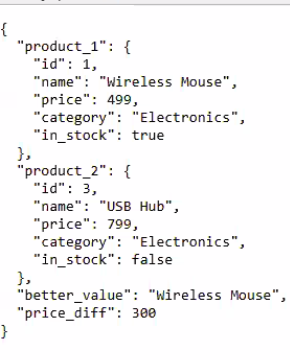 {
  "product_1": {
    "id": 1,
    "name": "Wireless Mouse",
    "price": 499,
    "category": "Electronics",
    "in_stock": true
  },
  "product_2": {
    "id": 3,
    "name": "USB Hub",
    "price": 799,
    "category": "Electronics",
    "in_stock": false
  },
  "better_value": "Wireless Mouse",
  "price_diff": 300
}